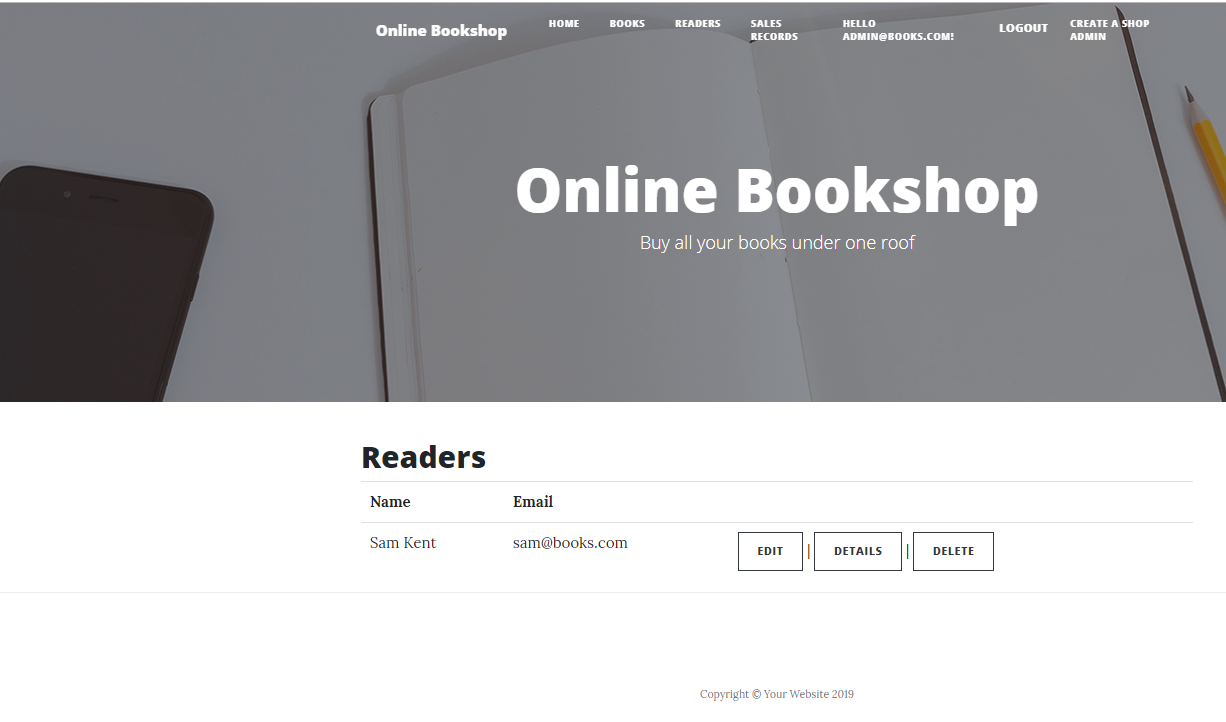 Online Bookshop
HOME
BOOKS
READERS
SALES
RECORDS
HELLO
ADMIN@BOOKS.COM!
LOGOUT
CREATE A SHOP
ADMIN
Online Bookshop
Buy all your books under one roof
Readers
Name Email
Sam Kent sam@books.com EDIT | DETAILS | DELETE
Copyright © Your Website 2019